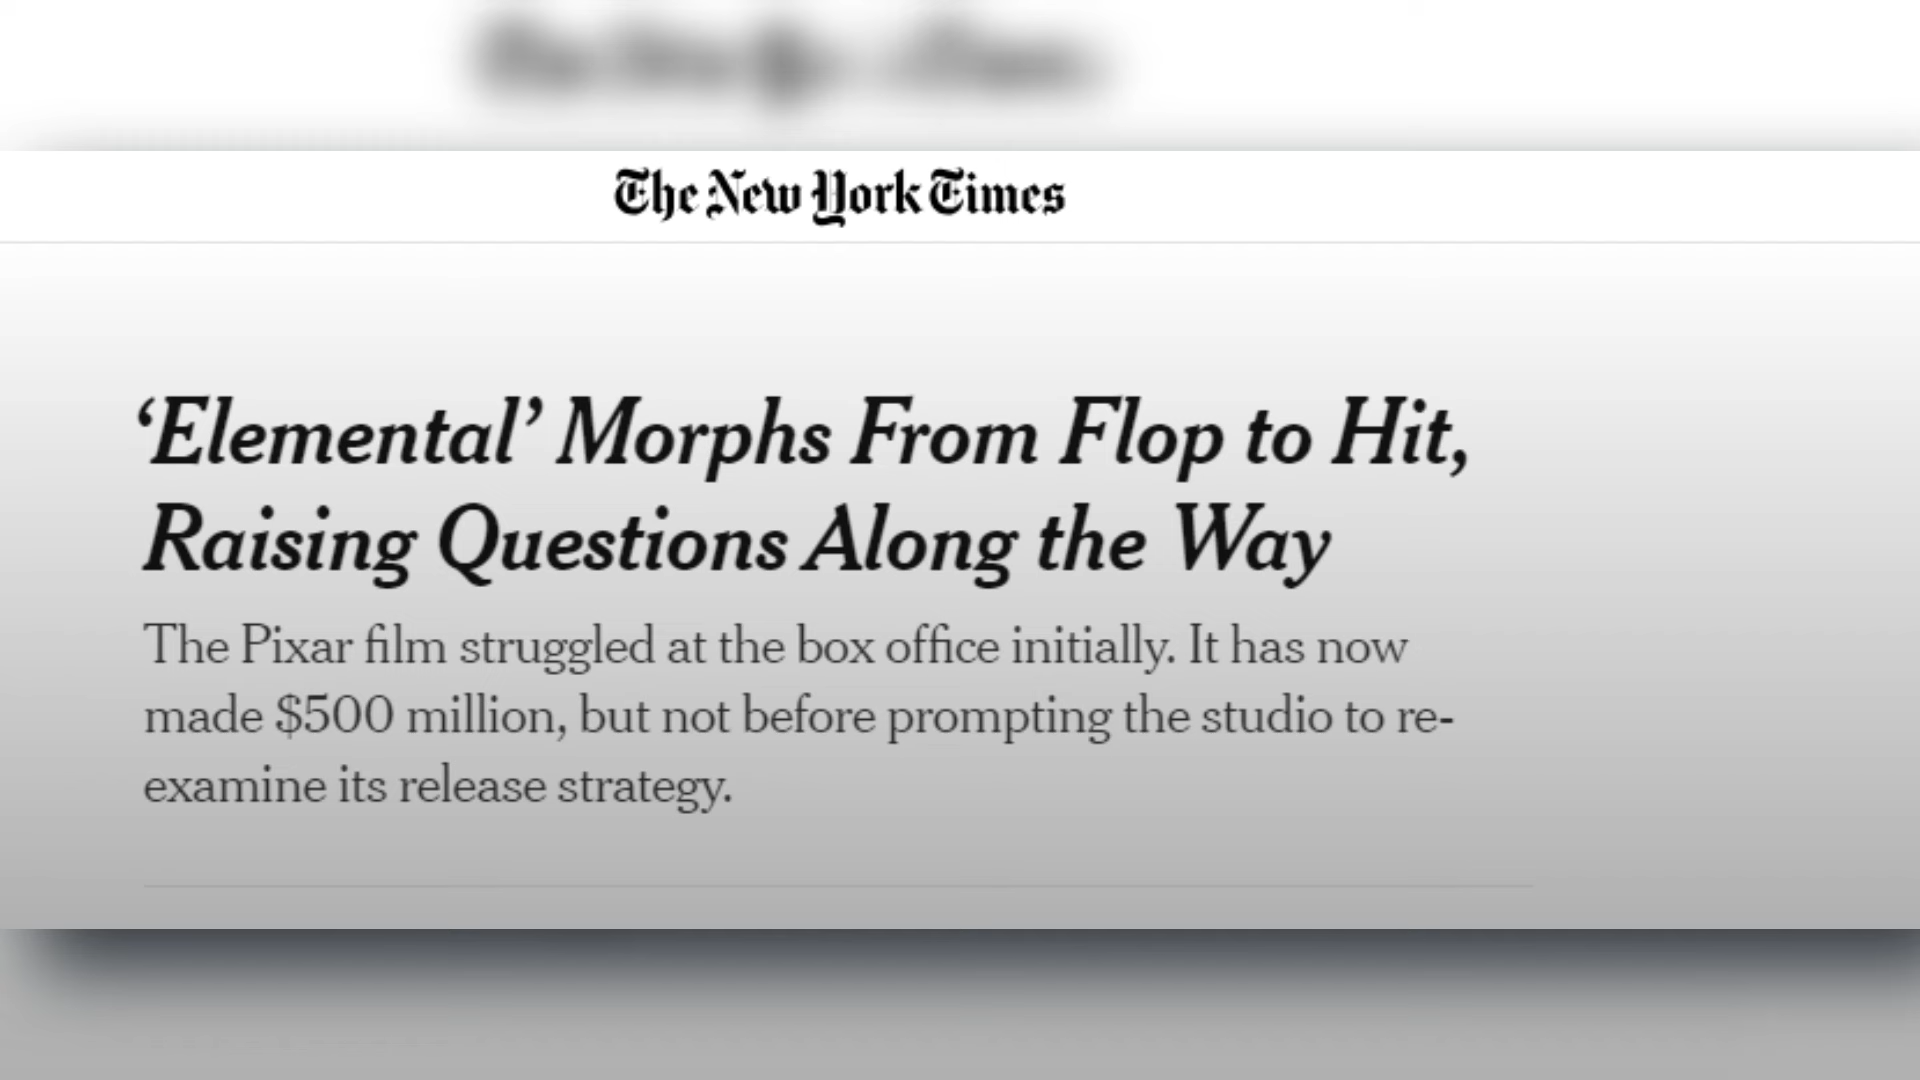 The New York Times
‘Elemental’ Morphs From Flop to Hit,
Raising Questions Along the Way
The Pixar film struggled at the box office initially. It has now
made $500 million, but not before prompting the studio to re-
examine its release strategy.